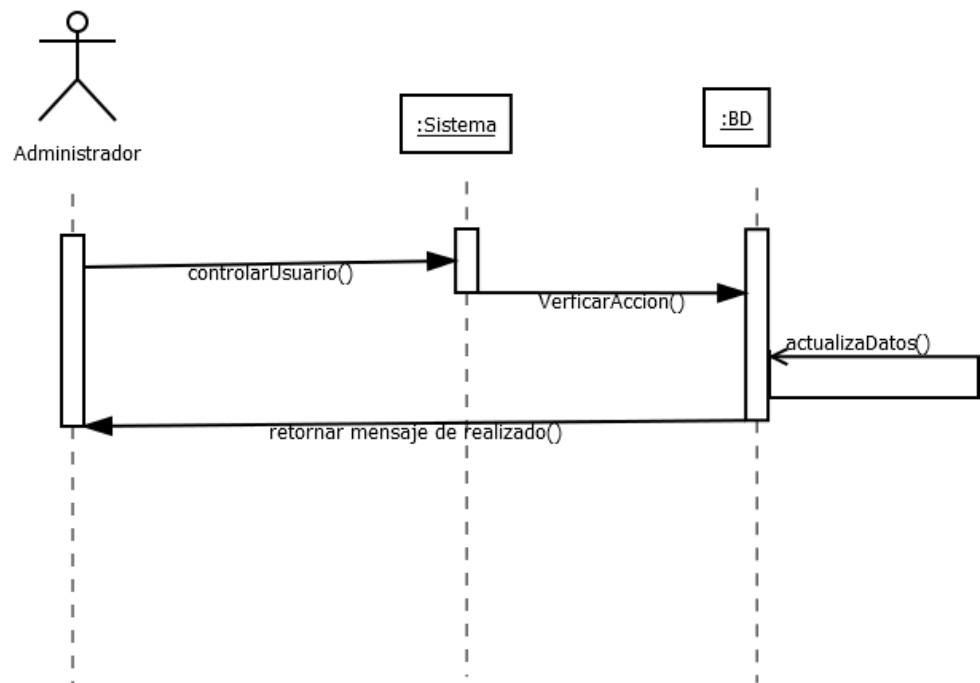 Administrador
:Sistema
:BD
controlarUsuario()
VerficarAccion()
actualizaDatos()
retornar mensaje de realizado()